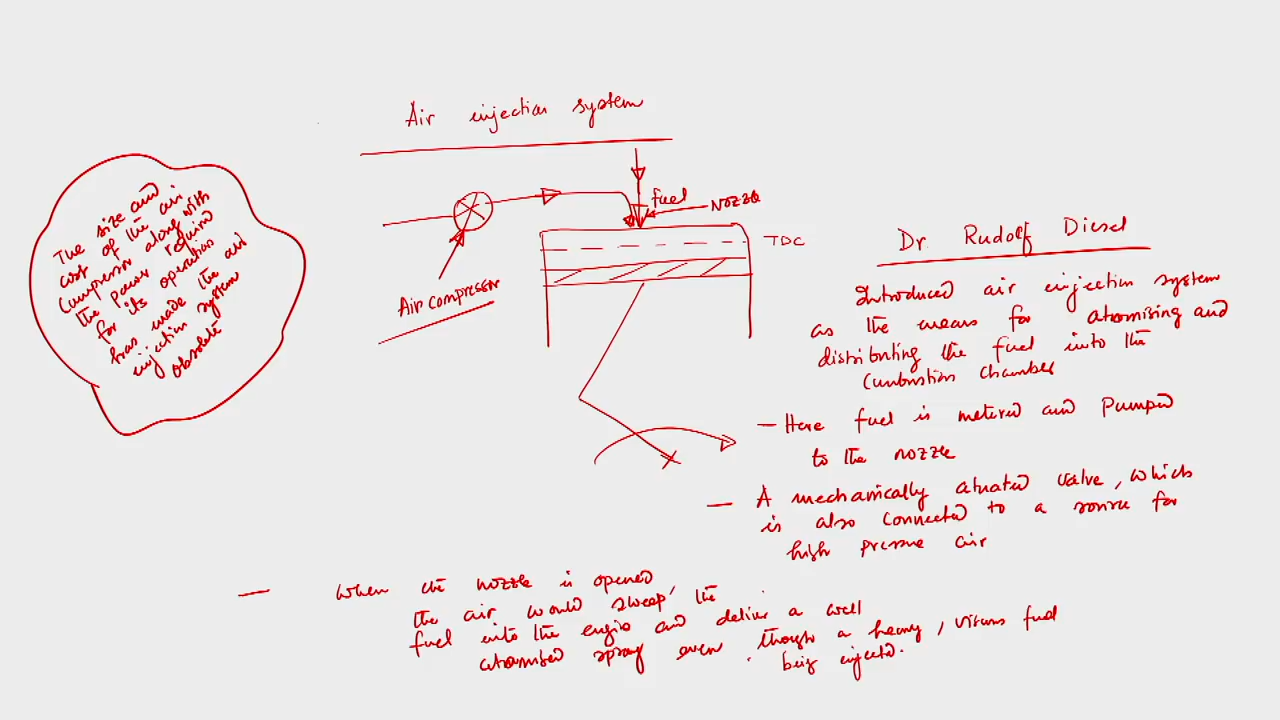 Air injection system
The size and
cost of the air
Compressor along with
the power required
for its operation
has made the air
injection system
obsolete
fuel
Nozzle
TDC
Air compressor
Dr. Rudolf Diesel
Introduced air injection system
as the means for atomising and
distributing the fuel into the
Combustion chamber
— Here fuel is metered and Pumped
to the nozzle
— A mechanically atuated valve, which
is also connected to a source for
high pressure air
— When the nozzle is opened
the air would sweep, the
fuel into the engin and deliver a well
atomised spray even though a heavy, viscous fuel
being injected.